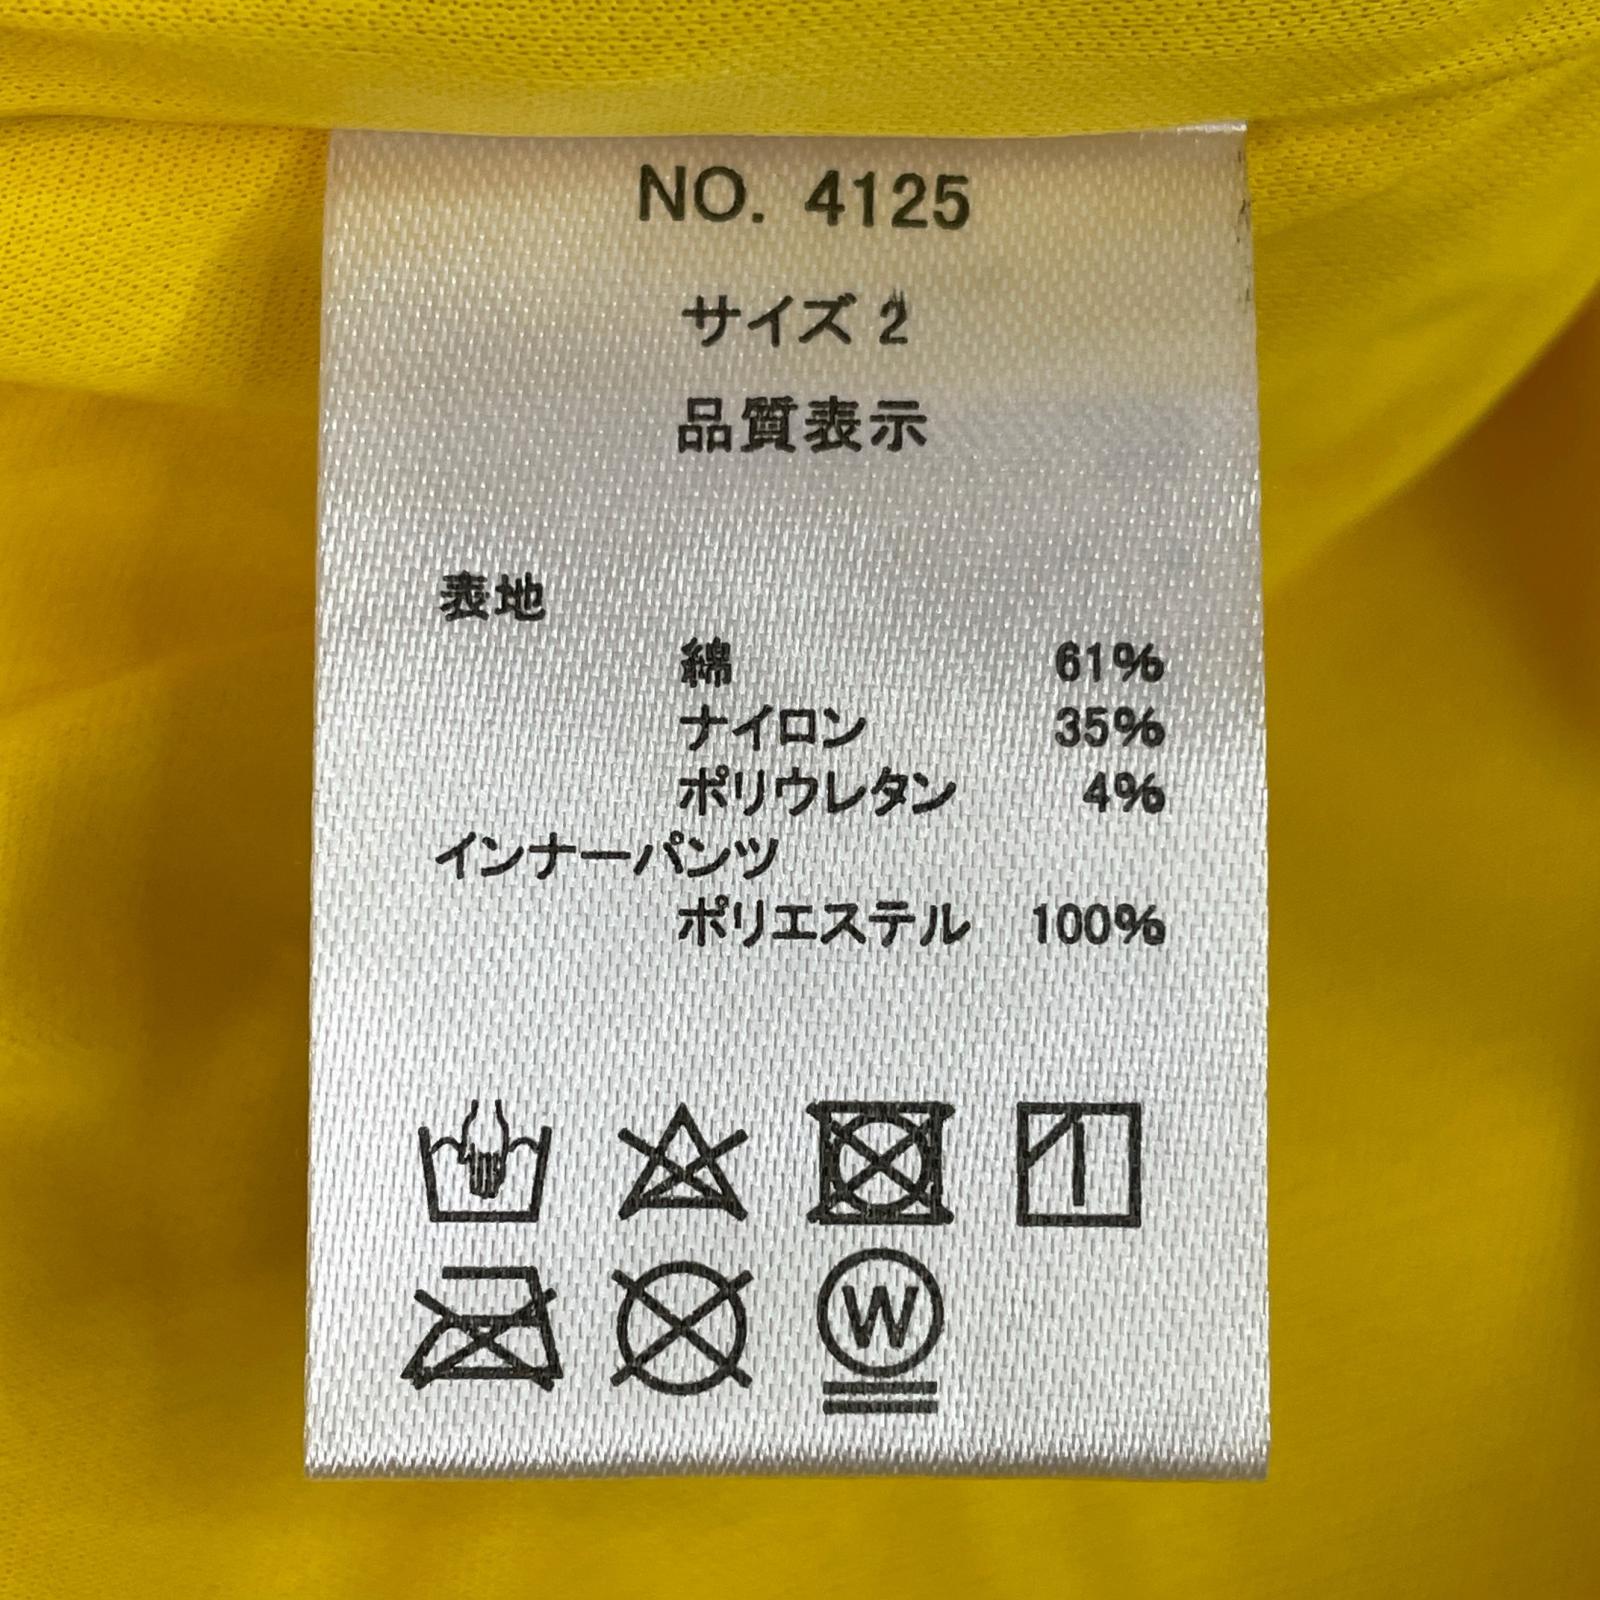 NO. 4125
サイズ 2
品質表示
表地
綿 61%
ナイロン 35%
ポリウレタン 4%
インナーパンツ
ポリエステル 100%
W